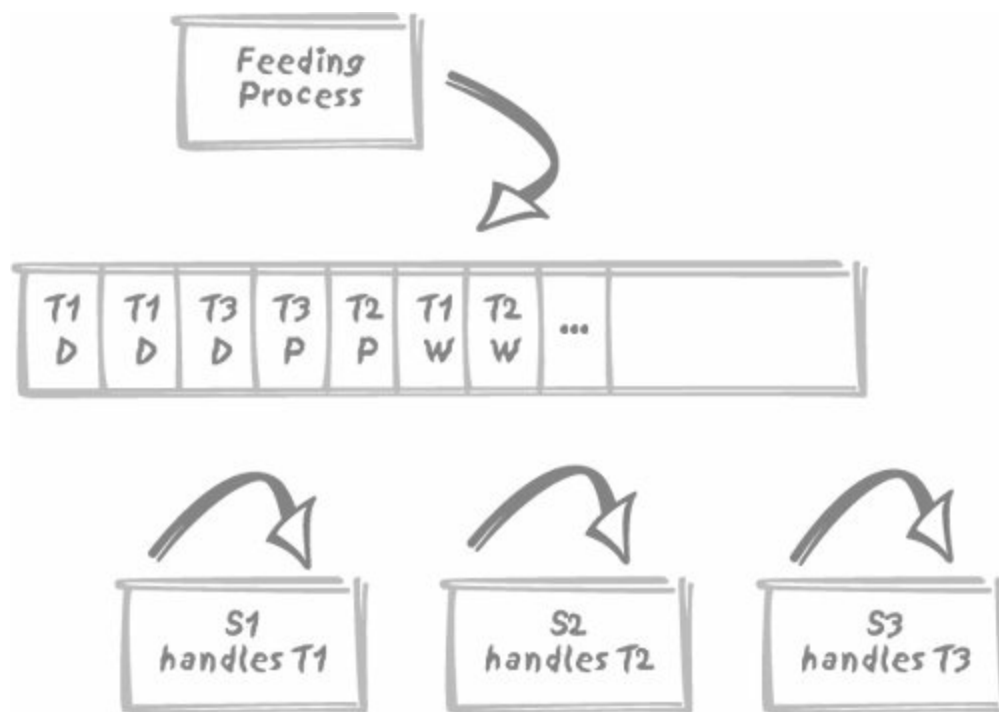 Feeding
Process
T1 T1 T3 T3 T2 T1 T2 ...
D D D P P W W
S1
handles T1
S2
handles T2
S3
handles T3